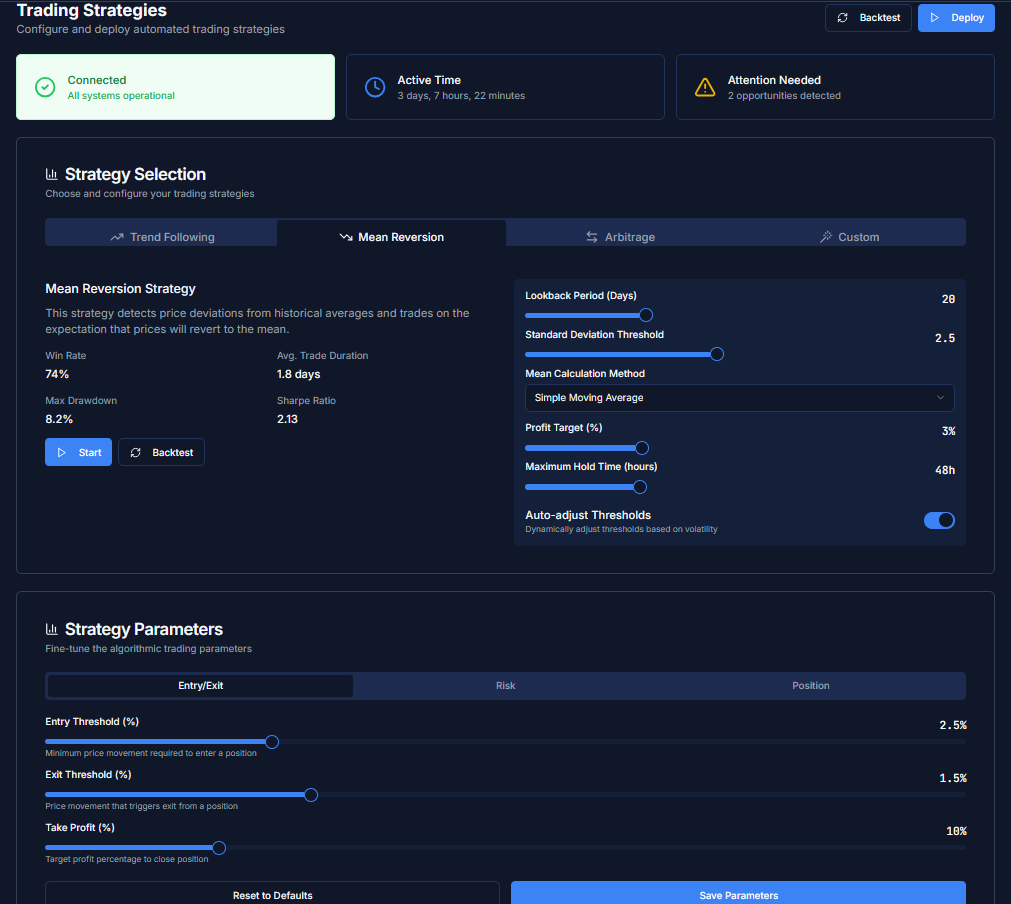 Trading Strategies
Configure and deploy automated trading strategies
Backtest
Deploy
Connected
All systems operational
Active Time
3 days, 7 hours, 22 minutes
Attention Needed
2 opportunities detected
Strategy Selection
Choose and configure your trading strategies
Trend Following
Mean Reversion
Arbitrage
Custom
Mean Reversion Strategy
This strategy detects price deviations from historical averages and trades on the
expectation that prices will revert to the mean.
Win Rate
74%
Avg. Trade Duration
1.8 days
Max Drawdown
8.2%
Sharpe Ratio
2.13
Start
Backtest
Lookback Period (Days)
20
Standard Deviation Threshold
2.5
Mean Calculation Method
Simple Moving Average
Profit Target (%)
3%
Maximum Hold Time (hours)
48h
Auto-adjust Thresholds
Dynamically adjust thresholds based on volatility
Strategy Parameters
Fine-tune the algorithmic trading parameters
Entry/Exit
Risk
Position
Entry Threshold (%)
2.5%
Minimum price movement required to enter a position
Exit Threshold (%)
1.5%
Price movement that triggers exit from a position
Take Profit (%)
10%
Target profit percentage to close position
Reset to Defaults
Save Parameters